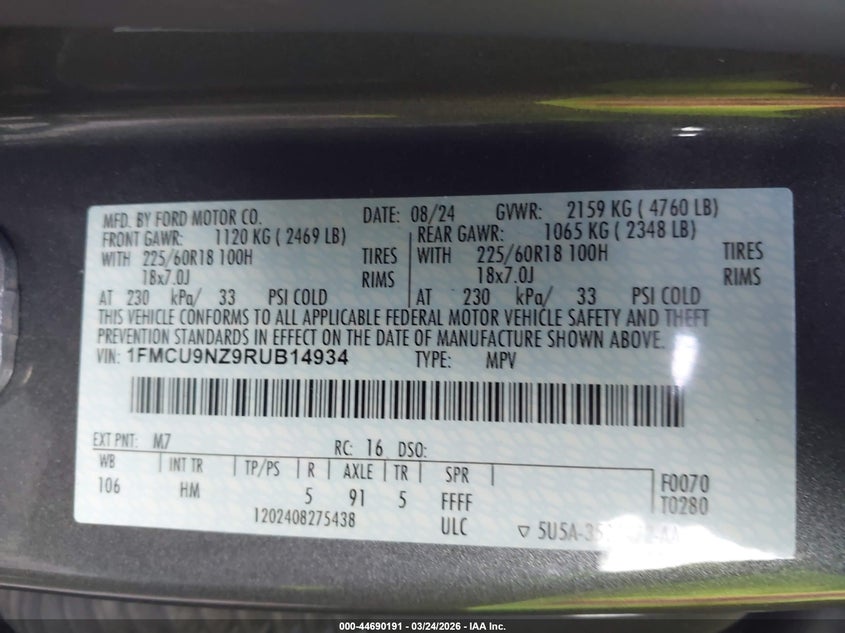 MFD. BY FORD MOTOR CO. DATE: 08/24 GVWR: 2159 KG ( 4760 LB)
FRONT GAWR: 1120 KG ( 2469 LB) REAR GAWR: 1065 KG ( 2348 LB)
WITH 225/60R18 100H TIRES WITH 225/60R18 100H TIRES
18x7.0J RIMS 18x7.0J RIMS
AT 230 kPa/ 33 PSI COLD AT 230 kPa/ 33 PSI COLD
THIS VEHICLE CONFORMS TO ALL APPLICABLE FEDERAL MOTOR VEHICLE SAFETY AND THEFT
PREVENTION STANDARDS IN EFFECT ON THE DATE OF MANUFACTURE SHOWN ABOVE.
VIN: 1FMCU9NZ9RUB14934 TYPE: MPV
EXT PNT: M7 RC: 16 DSO:
WB INT TR TP/PS R AXLE TR SPR F0070
106 HM 5 91 5 FFFF T0280
1202408275438 ULC
000-44690191 — 03/24/2026 — IAA Inc.